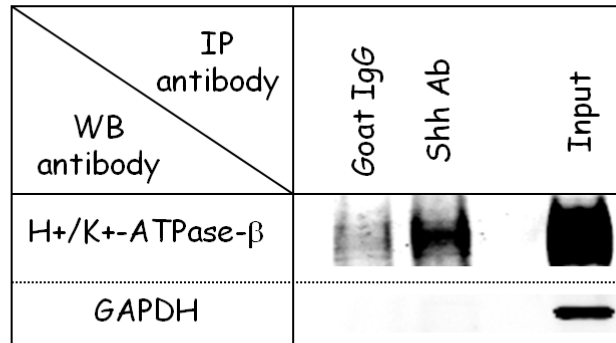 IP
antibody
WB
antibody
Goat IgG
Shh Ab
Input
H+/K+-ATPase-β
GAPDH